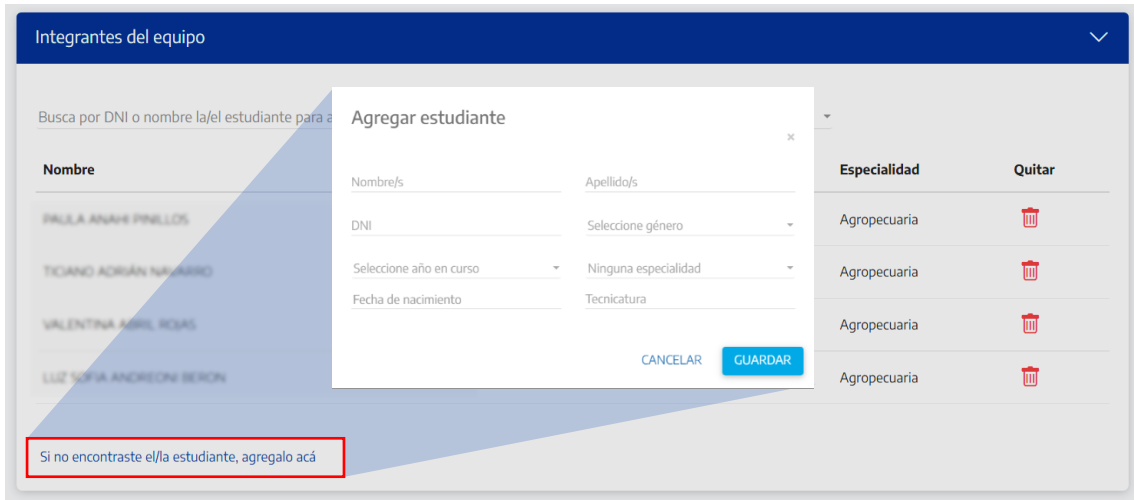 Integrantes del equipo
Busca por DNI o nombre la/el estudiante para a
Agregar estudiante
×
Nombre/s
Apellido/s
DNI
Seleccione género
Seleccione año en curso
Ninguna especialidad
Fecha de nacimiento
Tecnicatura
CANCELAR
GUARDAR
Nombre
Especialidad
Quitar
Agropecuaria
Agropecuaria
Agropecuaria
Agropecuaria
Si no encontraste el/la estudiante, agregalo acá